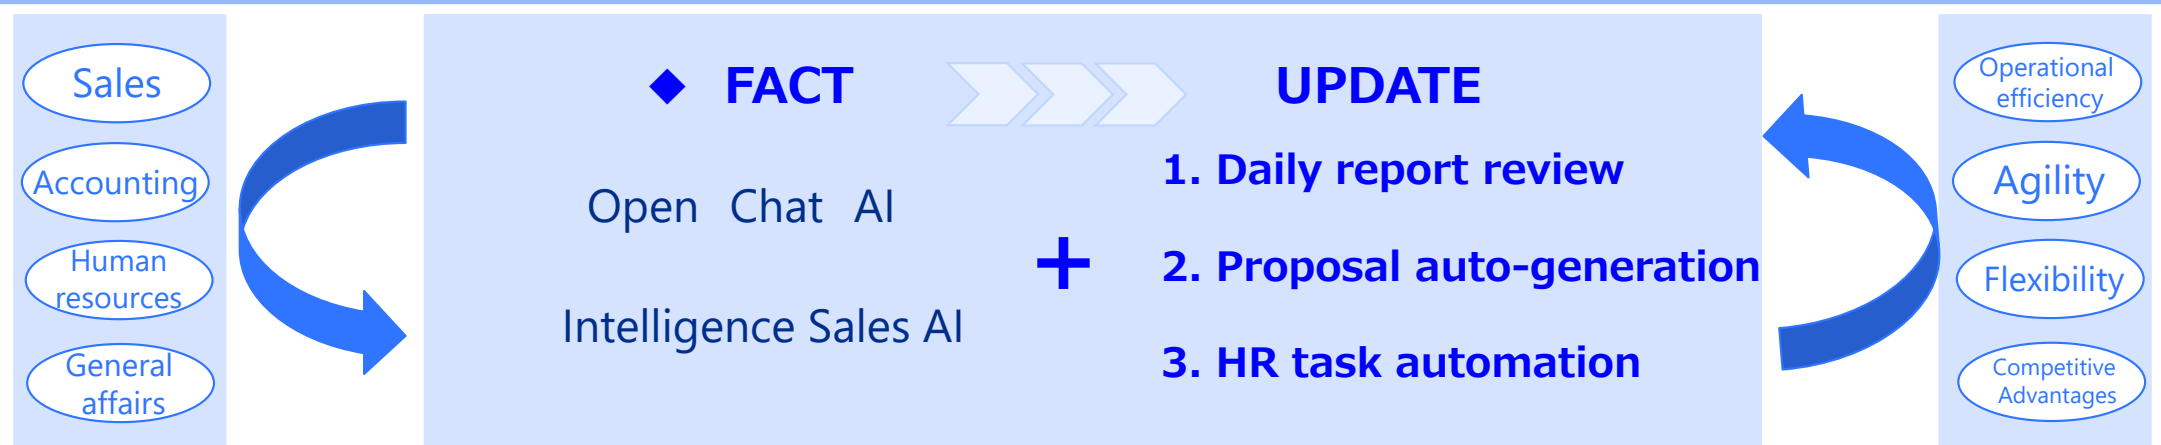 Sales
Accounting
Human
resources
General
affairs
◆ FACT
Open Chat AI
Intelligence Sales AI
+
UPDATE
1. Daily report review
2. Proposal auto-generation
3. HR task automation
Operational
efficiency
Agility
Flexibility
Competitive
Advantages